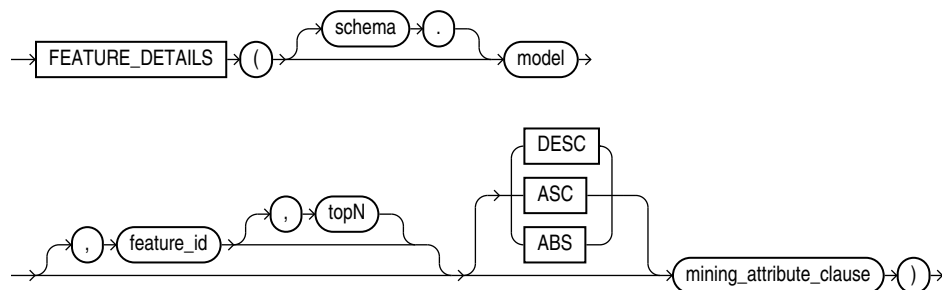 schema .
FEATURE_DETAILS ( model
DESC
, topN ASC
, feature_id ABS
mining_attribute_clause )